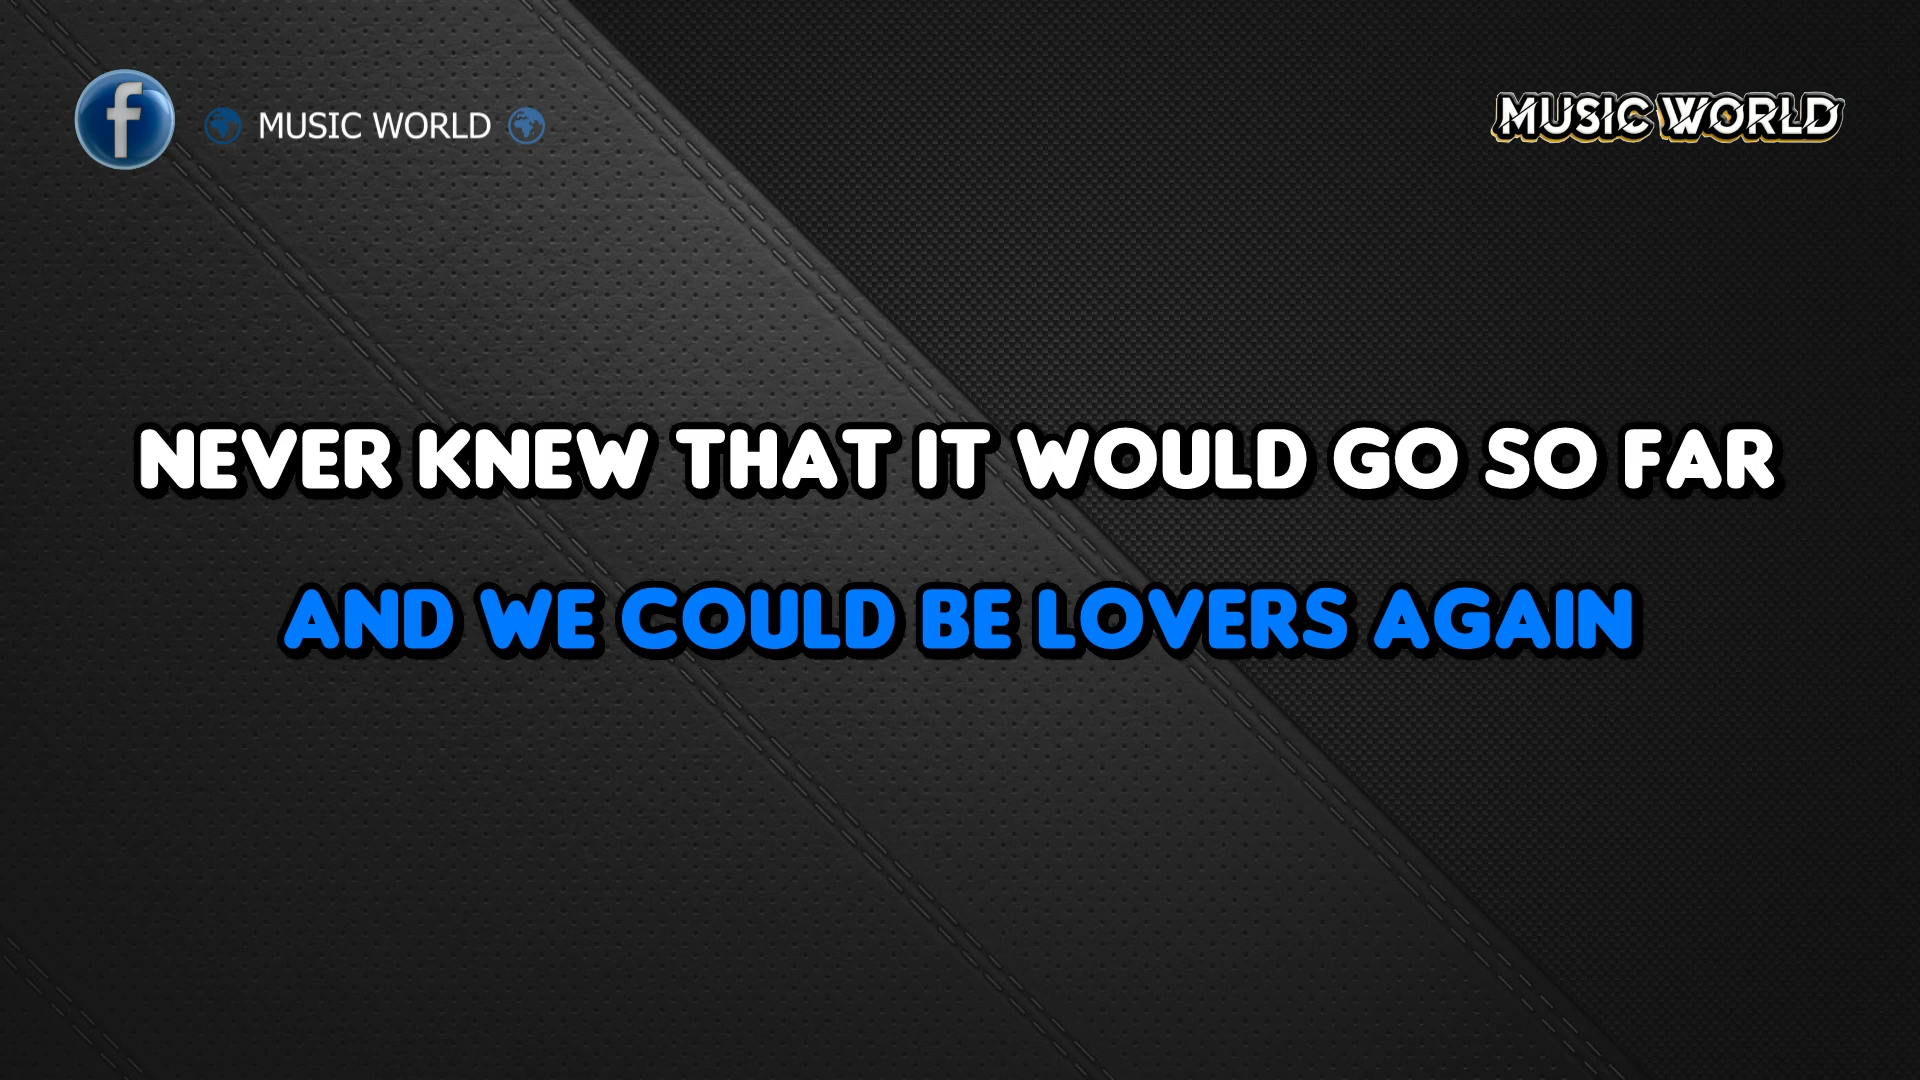 f MUSIC WORLD
MUSIC WORLD
NEVER KNEW THAT IT WOULD GO SO FAR
AND WE COULD BE LOVERS AGAIN